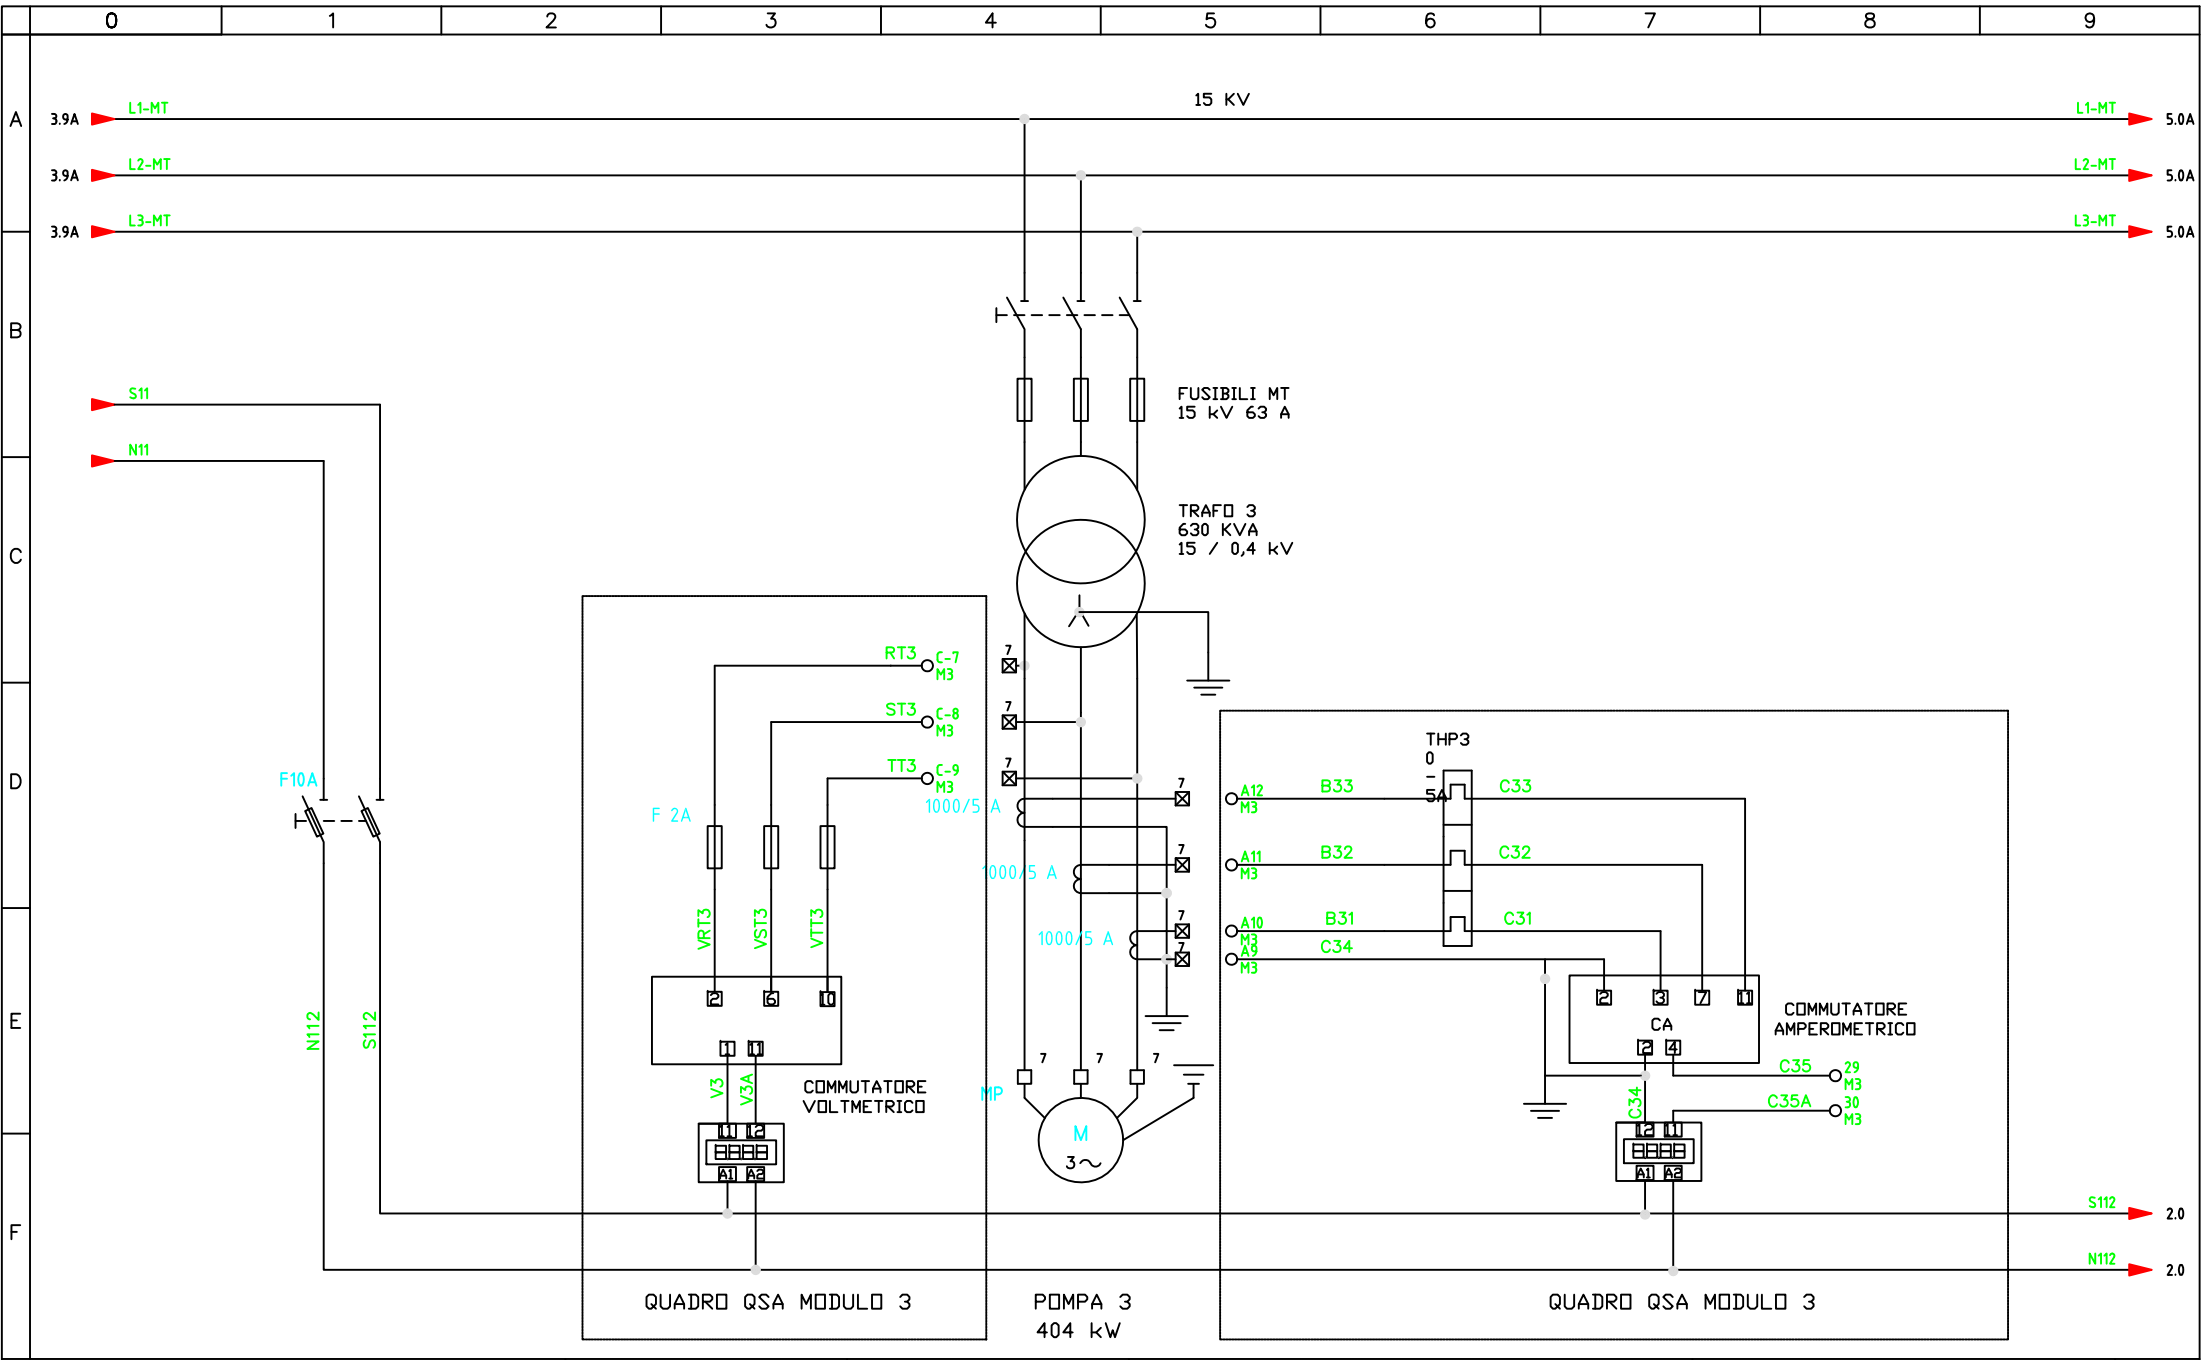 0 1 2 3 4 5 6 7 8 9
15 KV
A 3.9A L1-MT L1-MT 5.0A
3.9A L2-MT L2-MT 5.0A
3.9A L3-MT L3-MT 5.0A
B
S11
FUSIBILI MT
15 kV 63 A
N11
TRAFO 3
630 KVA
15 / 0,4 kV
C
RT3 C-7 7
M3
ST3 C-8 7
M3
TT3 C-9 7
M3
D
F10A
F 2A
1000/5 A 7
1000/5 A 7
1000/5 A 7
7
THP3
0
-
5A
A12 B33 C33
M3
A11 B32 C32
M3
A10 B31 C31
M3
A9 C34
M3
VRT3 VST3 VTT3
E
N112 S112
2 6 10
1 11
V3 V3A
COMMUTATORE
VOLTMETRICO
11 12
A1 A2
7 7 7
MP
M
3
2 3 7 11
CA
2 4
COMMUTATORE
AMPEROMETRICO
C35 29
M3
C34
C35A 30
M3
12 11
A1 A2
F
S112 2.0
N112 2.0
QUADRO QSA MODULO 3
POMPA 3
404 kW
QUADRO QSA MODULO 3